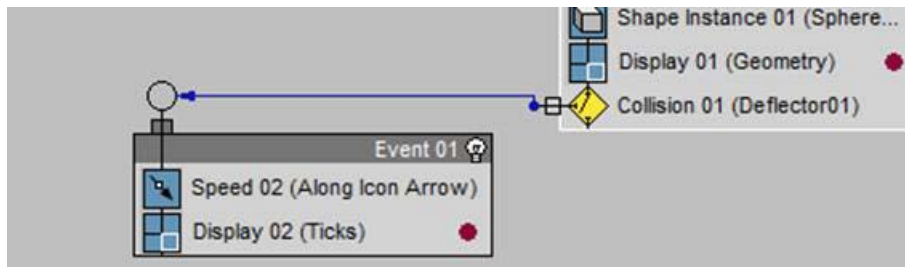 Shape Instance 01 (Sphere...
Display 01 (Geometry)
Collision 01 (Deflector01)
Event 01
Speed 02 (Along Icon Arrow)
Display 02 (Ticks)